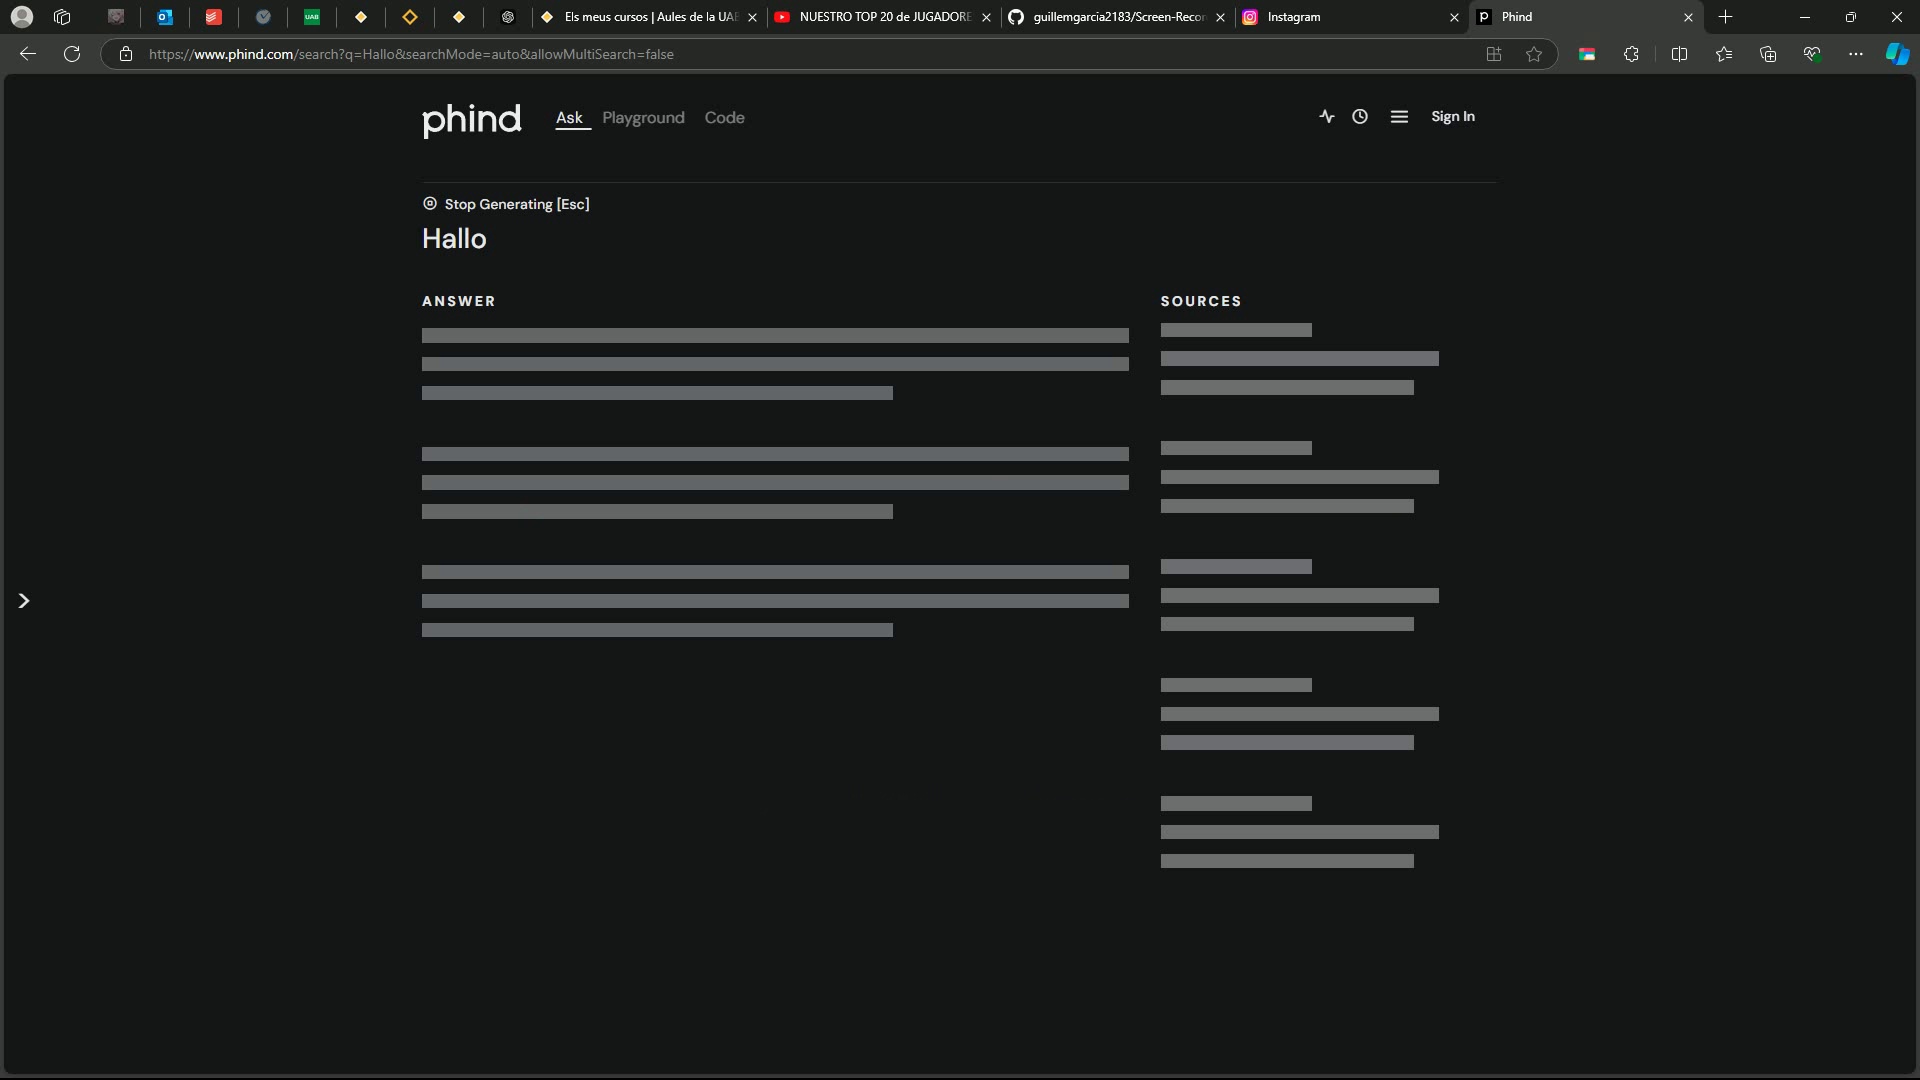 UAB
Els meus cursos | Aules de la UAB
NUESTRO TOP 20 de JUGADORE
guillemgarcia2183/Screen-Recor
Instagram
Phind
https://www.phind.com/search?q=Hallo&searchMode=auto&allowMultiSearch=false
phind
Ask
Playground
Code
Sign In
Stop Generating [Esc]
Hallo
ANSWER
SOURCES